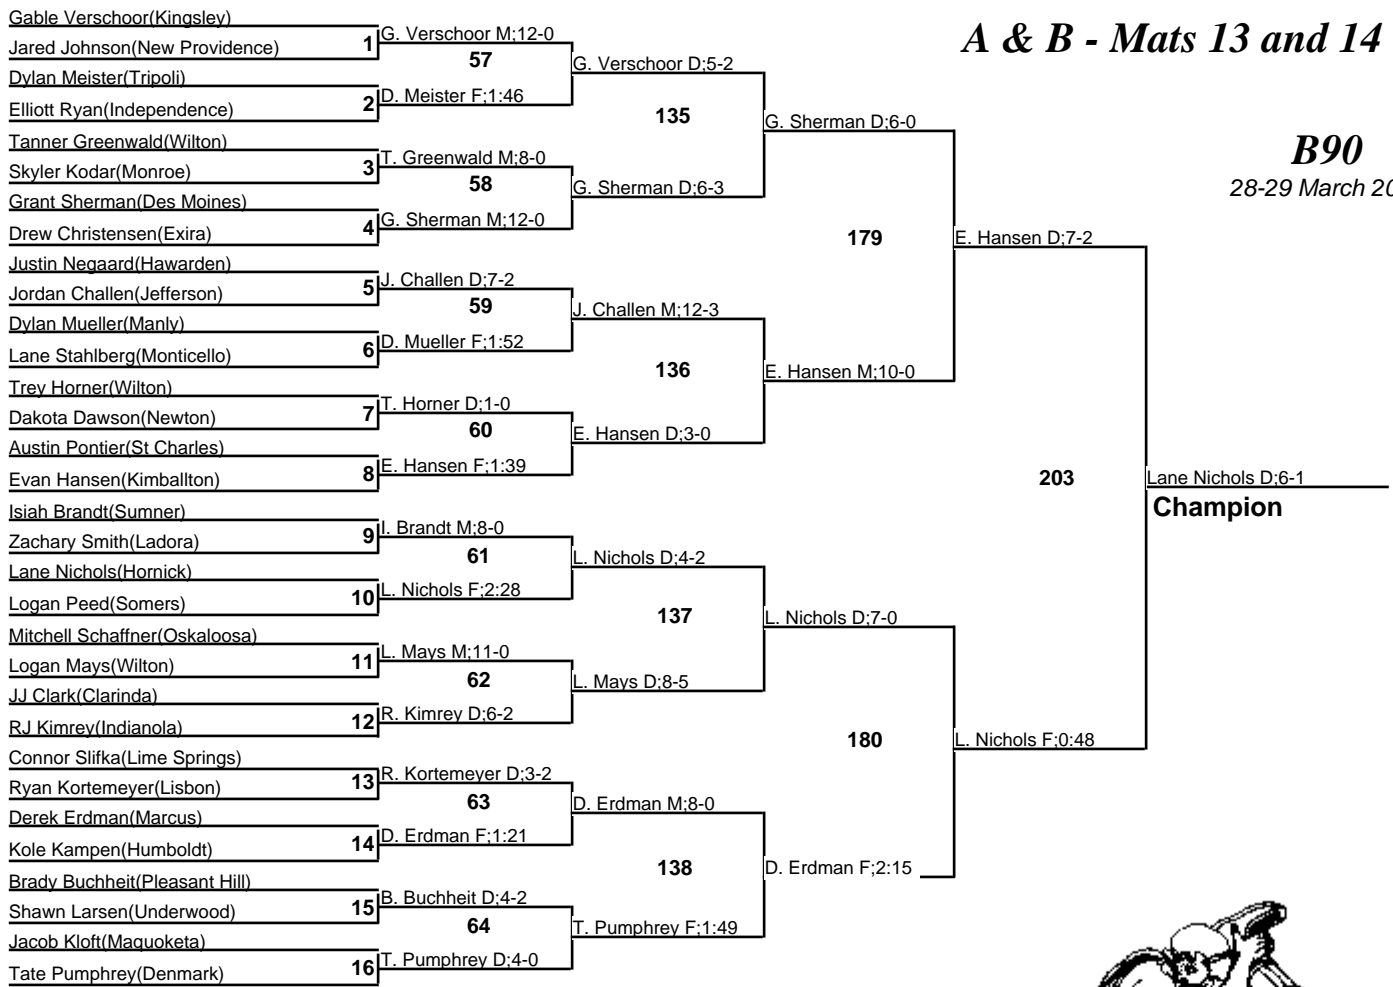 A & B - Mats 13 and 14
B90
28-29 March 20
Gable Verschoor(Kingsley)
Jared Johnson(New Providence)
Dylan Meister(Tripoli)
Elliott Ryan(Independence)
Tanner Greenwald(Wilton)
Skyler Kodar(Monroe)
Grant Sherman(Des Moines)
Drew Christensen(Exira)
Justin Negaard(Hawarden)
Jordan Challen(Jefferson)
Dylan Mueller(Manly)
Lane Stahlberg(Monticello)
Trey Horner(Wilton)
Dakota Dawson(Newton)
Austin Pontier(St Charles)
Evan Hansen(Kimballton)
Isiah Brandt(Sumner)
Zachary Smith(Ladora)
Lane Nichols(Hornick)
Logan Peed(Somers)
Mitchell Schaffner(Oskaloosa)
Logan Mays(Wilton)
JJ Clark(Clarinda)
RJ Kimrey(Indianola)
Connor Slifka(Lime Springs)
Ryan Kortemeyer(Lisbon)
Derek Erdman(Marcus)
Kole Kampen(Humboldt)
Brady Buchheit(Pleasant Hill)
Shawn Larsen(Underwood)
Jacob Kloft(Maquoketa)
Tate Pumphrey(Denmark)
1 G. Verschoor M;12-0
57
2 D. Meister F;1:46
3 T. Greenwald M;8-0
58
4 G. Sherman M;12-0
5 J. Challen D;7-2
59
6 D. Mueller F;1:52
7 T. Horner D;1-0
60
8 E. Hansen F;1:39
9 I. Brandt M;8-0
61
10 L. Nichols F;2:28
11 L. Mays M;11-0
62
12 R. Kimrey D;6-2
13 R. Kortemeyer D;3-2
63
14 D. Erdman F;1:21
15 B. Buchheit D;4-2
64
16 T. Pumphrey D;4-0
G. Verschoor D;5-2
135
G. Sherman D;6-3
J. Challen M;12-3
136
E. Hansen D;3-0
L. Nichols D;4-2
137
L. Mays D;8-5
D. Erdman M;8-0
138
T. Pumphrey F;1:49
G. Sherman D;6-0
179
E. Hansen M;10-0
L. Nichols D;7-0
180
D. Erdman F;2:15
E. Hansen D;7-2
203
L. Nichols F;0:48
Lane Nichols D;6-1
Champion